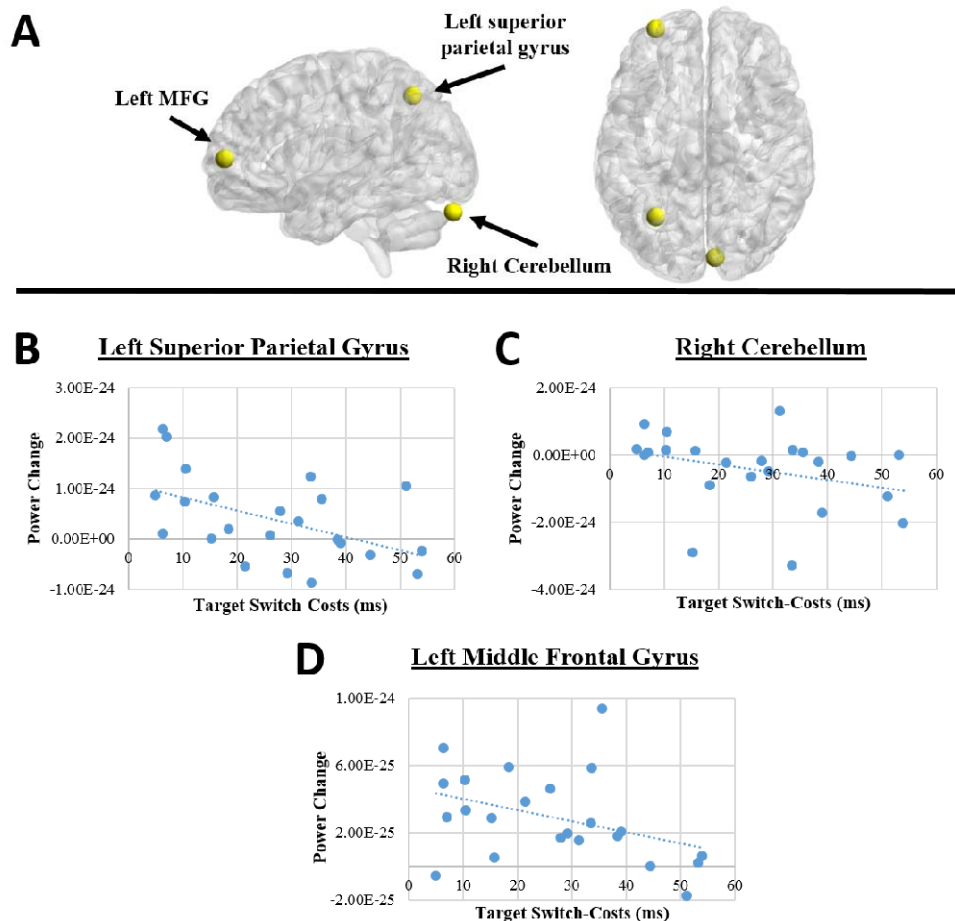 A
Left superior
parietal gyrus
Left MFG
Right Cerebellum
B
Left Superior Parietal Gyrus
3.00E-24
2.00E-24
1.00E-24
0.00E+00
-1.00E-24
0 10 20 30 40 50 60
Power Change
Target Switch Costs (ms)
C
Right Cerebellum
2.00E-24
0.00E+00
-2.00E-24
-4.00E-24
0 10 20 30 40 50 60
Power Change
Target Switch-Costs (ms)
D
Left Middle Frontal Gyrus
1.00E-24
6.00E-25
2.00E-25
-2.00E-25
0 10 20 30 40 50 60
Power Change
Target Switch-Costs (ms)